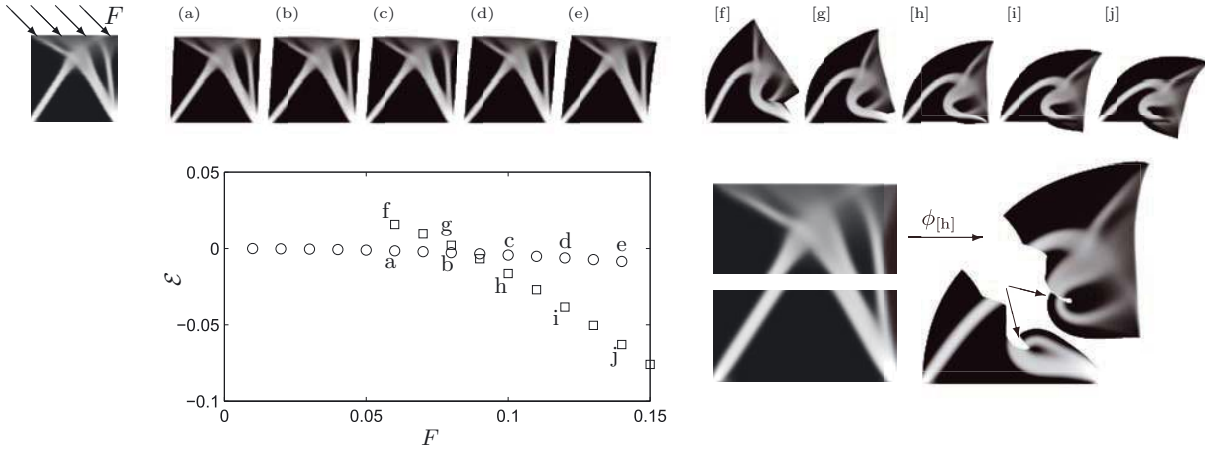 F
(a) (b) (c) (d) (e)
[f] [g] [h] [i] [j]
0.05
0
−0.05
−0.1
ℰ
f
g
a
b
c
d
e
h
i
j
0 0.05 0.1 0.15
F
ϕ[h]